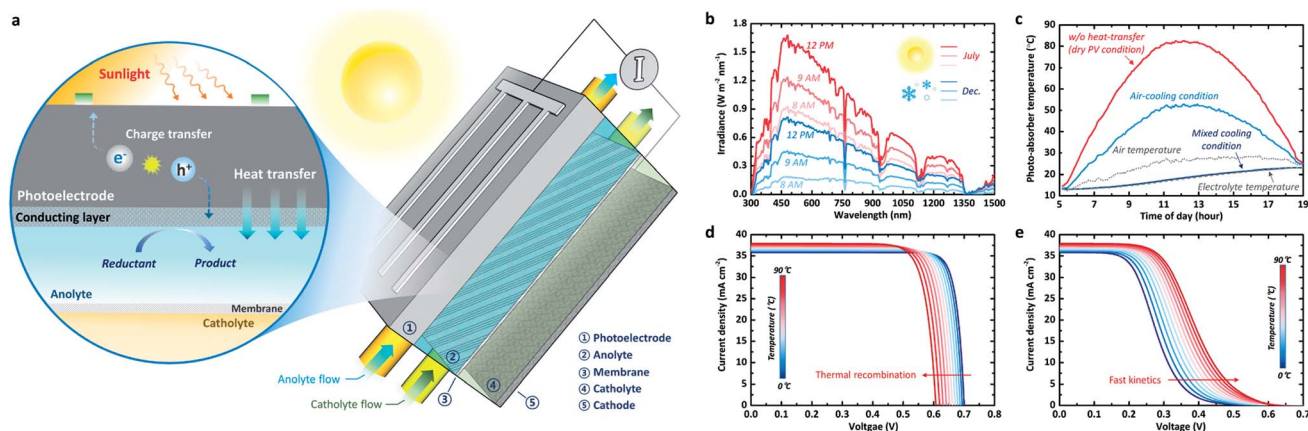 a
Sunlight
Charge transfer
e-
h+
Heat transfer
Photoelectrode
Conducting layer
Reductant
Product
Anolyte
Membrane
Catholyte
I
①
②
③
④
⑤
Anolyte flow
Catholyte flow
① Photoelectrode
② Anolyte
③ Membrane
④ Catholyte
⑤ Cathode
b
Irradiance (W m-2 nm-1)
1.8
1.5
1.2
0.9
0.6
0.3
0.0
12 PM
9 AM
8 AM
12 PM
9 AM
8 AM
July
Dec.
300 500 700 900 1100 1300 1500
Wavelength (nm)
c
Photo-absorber temperature (°C)
90
80
70
60
50
40
30
20
10
w/o heat-transfer
(dry PV condition)
Air-cooling condition
Mixed cooling
condition
Air temperature
Electrolyte temperature
5 7 9 11 13 15 17 19
Time of day (hour)
d
Current density (mA cm-2)
40
35
30
25
20
15
10
5
0
90 °C
Temperature (°C)
0 °C
Thermal recombination
0.0 0.1 0.2 0.3 0.4 0.5 0.6 0.7 0.8
Voltgae (V)
e
Current density (mA cm-2)
40
35
30
25
20
15
10
5
0
90 °C
Temperature (°C)
0 °C
Fast kinetics
0.0 0.1 0.2 0.3 0.4 0.5 0.6 0.7
Voltage (V)